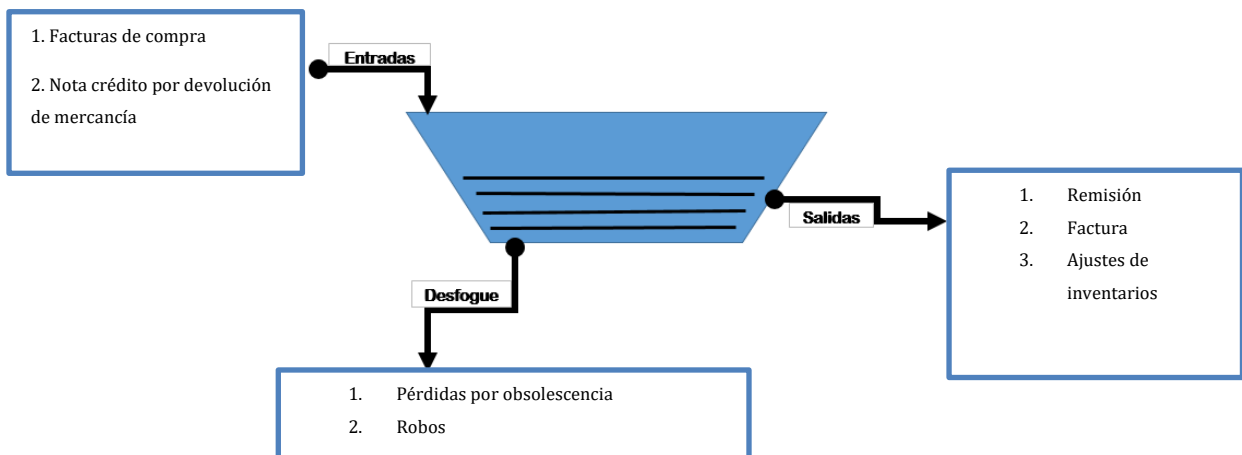 1. Facturas de compra
2. Nota crédito por devolución
de mercancía
Entradas
Salidas
1. Remisión
2. Factura
3. Ajustes de
inventarios
Desfogue
1. Pérdidas por obsolescencia
2. Robos